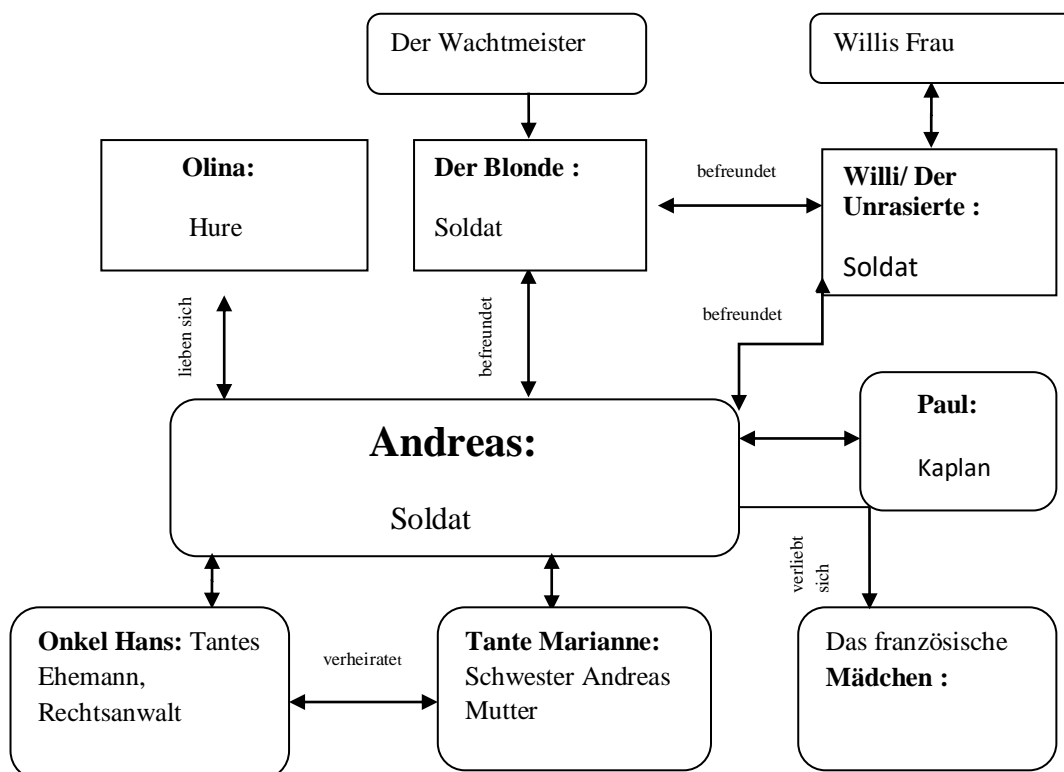 Der Wachtmeister
Willis Frau
Olina:
Hure
Der Blonde :
Soldat
befreundet
Willi/ Der
Unrasierte :
Soldat
lieben sich
befreundet
befreundet
Andreas:
Soldat
Paul:
Kaplan
verliebt
sich
Onkel Hans: Tantes
Ehemann,
Rechtsanwalt
verheiratet
Tante Marianne:
Schwester Andreas
Mutter
Das französische
Mädchen :